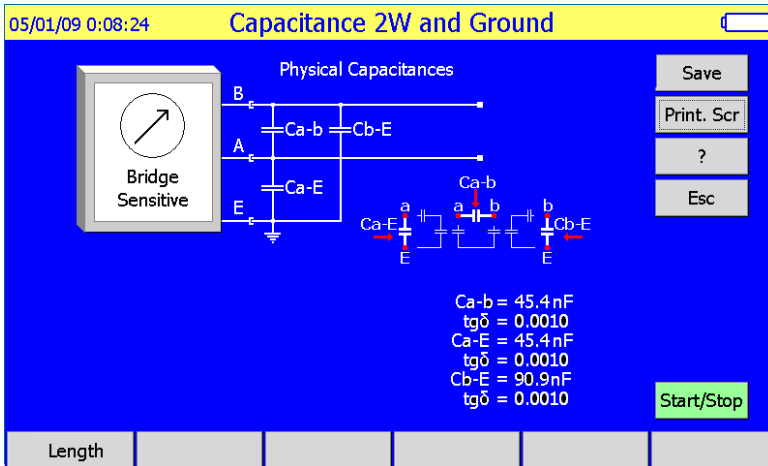 05/01/09 0:08:24
Capacitance 2W and Ground
Physical Capacitances
B
Ca-b
Cb-E
A
Ca-E
E
Bridge
Sensitive
Ca-b
a
a
b
b
Ca-E
Cb-E
E
E
Ca-b = 45.4nF
tgδ = 0.0010
Ca-E = 45.4nF
tgδ = 0.0010
Cb-E = 90.9nF
tgδ = 0.0010
Save
Print. Scr
?
Esc
Start/Stop
Length